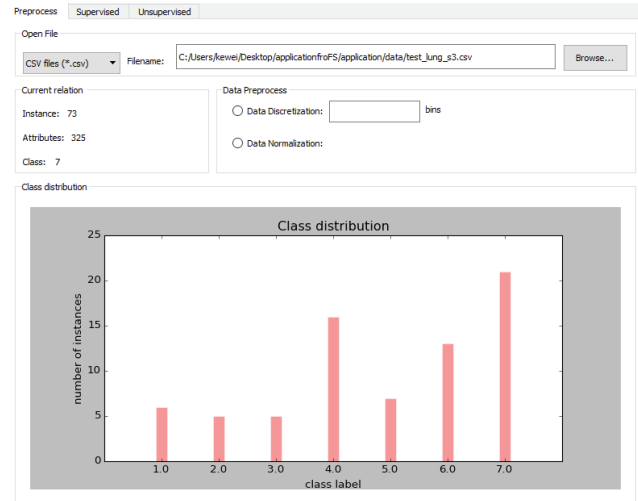 Preprocess Supervised Unsupervised
Open File
CSV files (*.csv) Filename: C:/Users/kewei/Desktop/applicationfroFS/application/data/test_lung_s3.csv Browse...
Current relation
Instance: 73
Attributes: 325
Class: 7
Data Preprocess
Data Discretization: bins
Data Normalization:
Class distribution
Class distribution
25
20
15
10
5
0
number of instances
1.0 2.0 3.0 4.0 5.0 6.0 7.0
class label